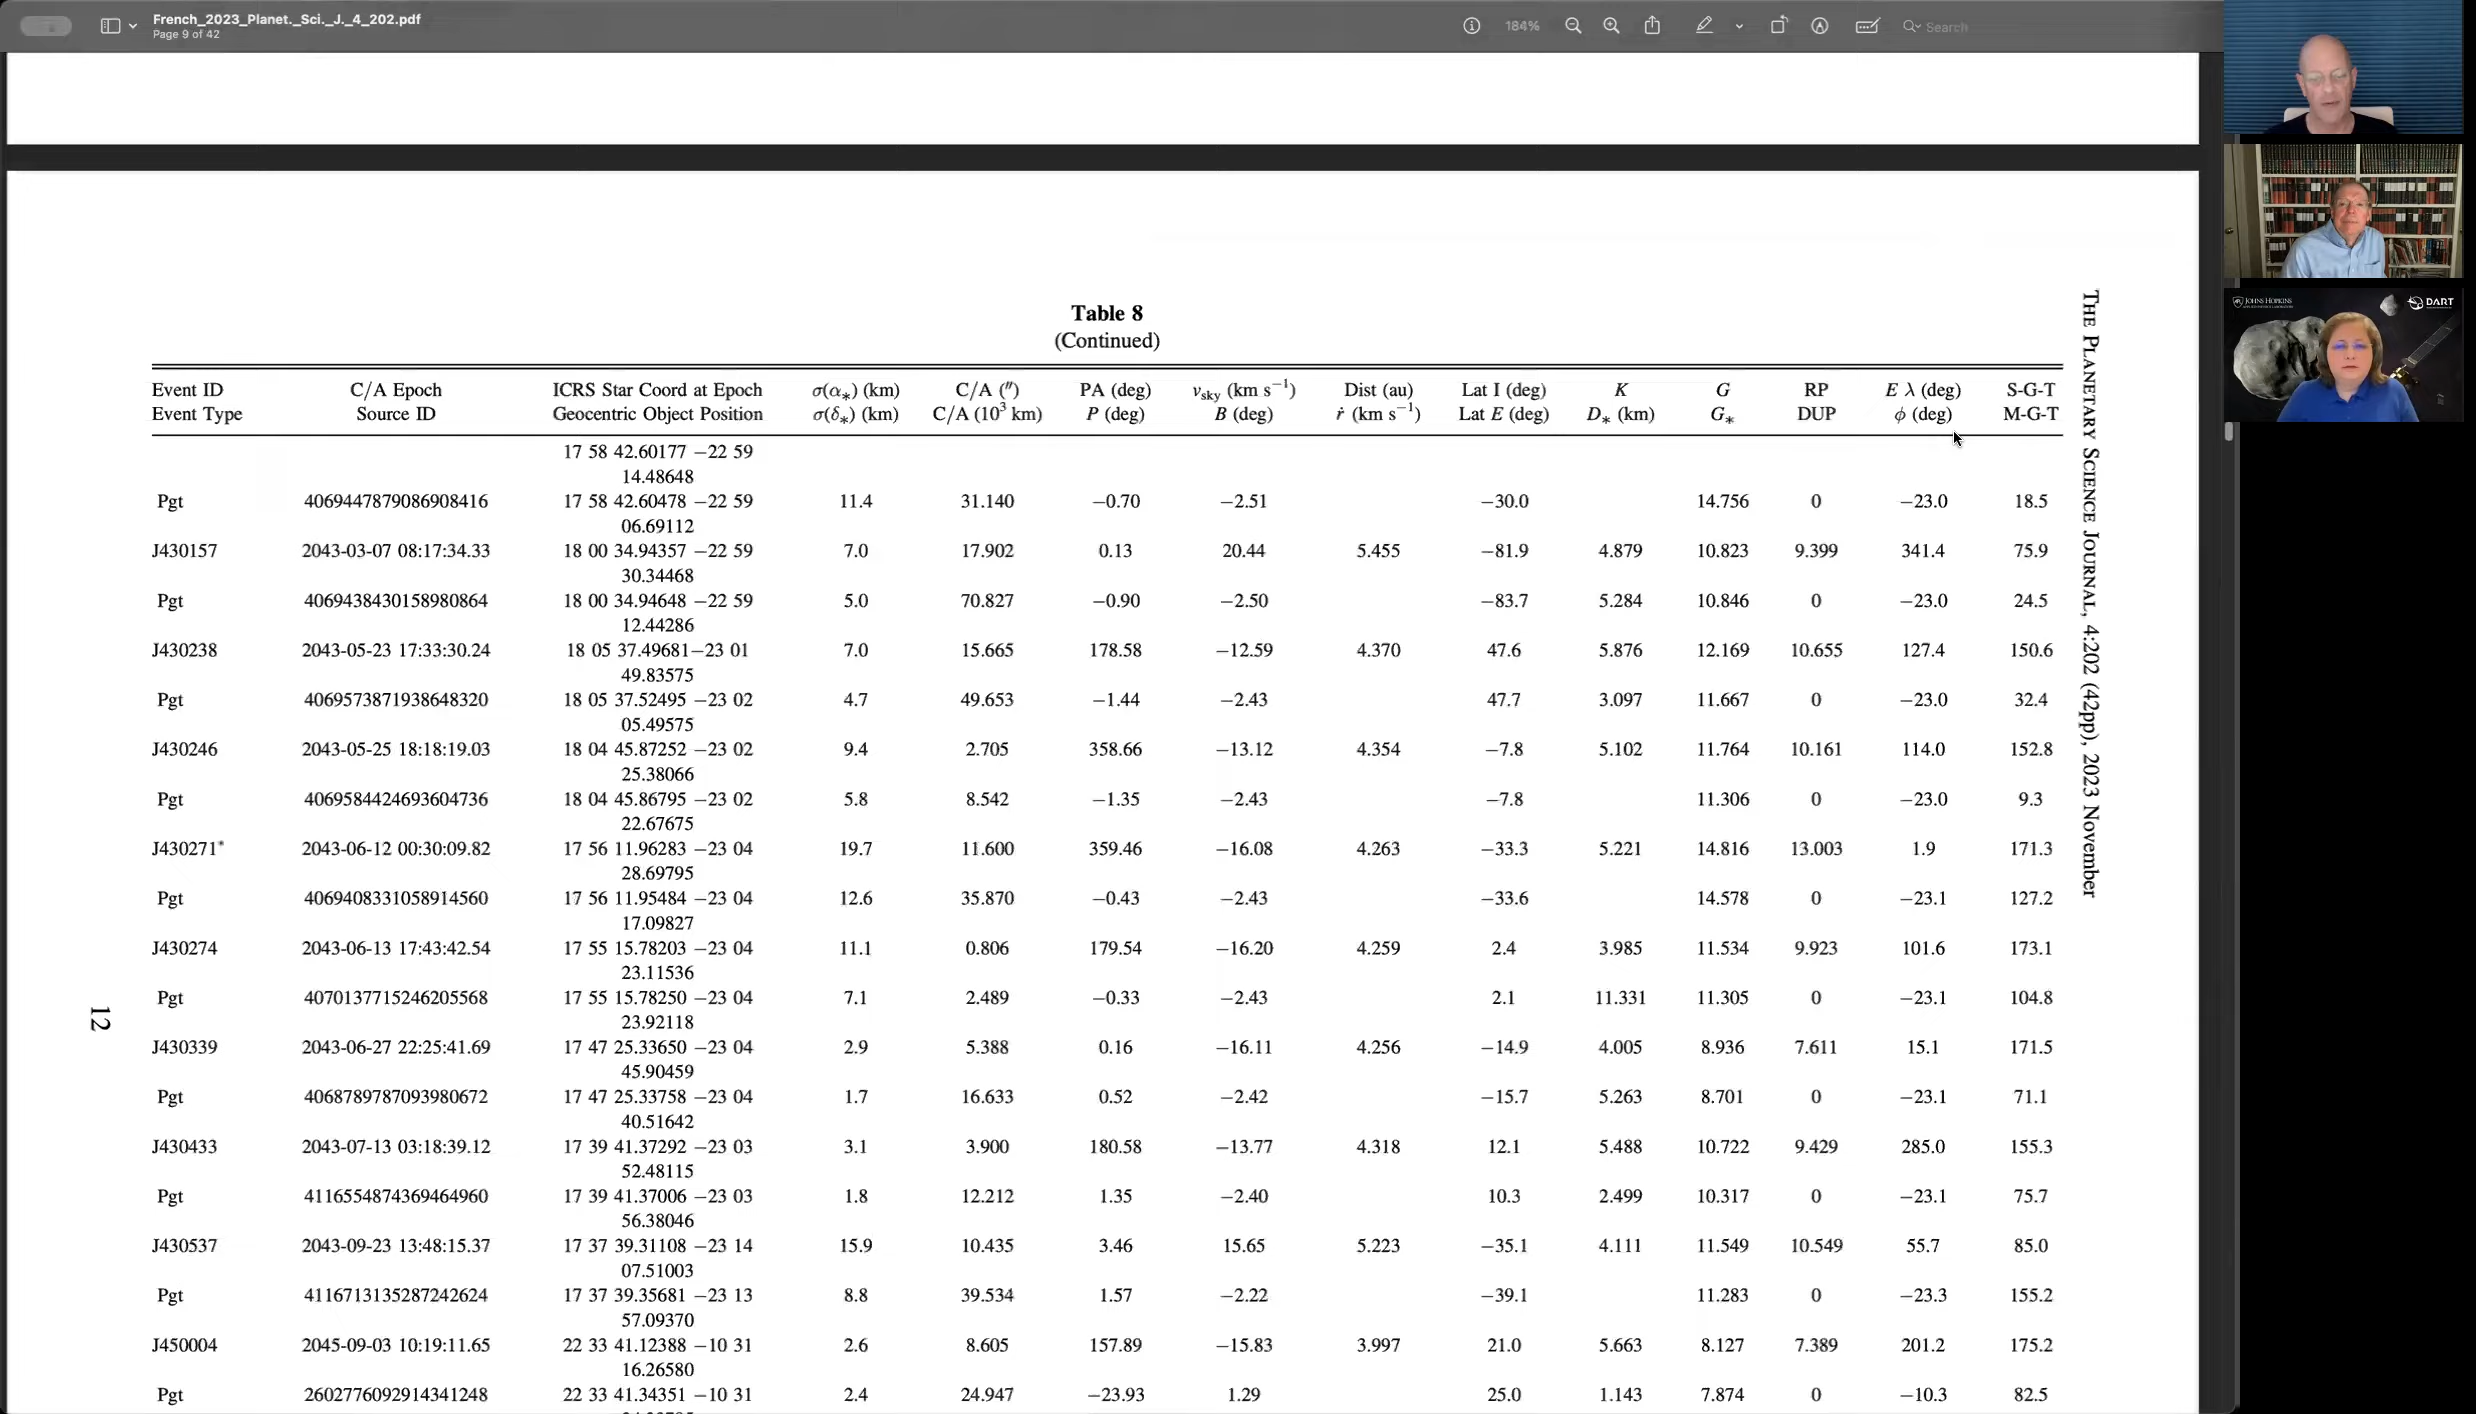 French_2023_Planet._Sci._J._4_202.pdf
Page 9 of 42
184%
Search
Table 8
(Continued)
Event ID C/A Epoch ICRS Star Coord at Epoch σ(α*) (km) C/A (″) PA (deg) vsky (km s−1) Dist (au) Lat I (deg) K G RP E λ (deg) S-G-T
Event Type Source ID Geocentric Object Position σ(δ*) (km) C/A (10³ km) P (deg) B (deg) ṙ (km s−1) Lat E (deg) D* (km) G* DUP ϕ (deg) M-G-T
17 58 42.60177 −22 59
14.48648
Pgt 4069447879086908416 17 58 42.60478 −22 59 11.4 31.140 −0.70 −2.51 −30.0 14.756 0 −23.0 18.5
06.69112
J430157 2043-03-07 08:17:34.33 18 00 34.94357 −22 59 7.0 17.902 0.13 20.44 5.455 −81.9 4.879 10.823 9.399 341.4 75.9
30.34468
Pgt 4069438430158980864 18 00 34.94648 −22 59 5.0 70.827 −0.90 −2.50 −83.7 5.284 10.846 0 −23.0 24.5
12.44286
J430238 2043-05-23 17:33:30.24 18 05 37.49681−23 01 7.0 15.665 178.58 −12.59 4.370 47.6 5.876 12.169 10.655 127.4 150.6
49.83575
Pgt 4069573871938648320 18 05 37.52495 −23 02 4.7 49.653 −1.44 −2.43 47.7 3.097 11.667 0 −23.0 32.4
05.49575
J430246 2043-05-25 18:18:19.03 18 04 45.87252 −23 02 9.4 2.705 358.66 −13.12 4.354 −7.8 5.102 11.764 10.161 114.0 152.8
25.38066
Pgt 4069584424693604736 18 04 45.86795 −23 02 5.8 8.542 −1.35 −2.43 −7.8 11.306 0 −23.0 9.3
22.67675
J430271* 2043-06-12 00:30:09.82 17 56 11.96283 −23 04 19.7 11.600 359.46 −16.08 4.263 −33.3 5.221 14.816 13.003 1.9 171.3
28.69795
Pgt 4069408331058914560 17 56 11.95484 −23 04 12.6 35.870 −0.43 −2.43 −33.6 14.578 0 −23.1 127.2
17.09827
J430274 2043-06-13 17:43:42.54 17 55 15.78203 −23 04 11.1 0.806 179.54 −16.20 4.259 2.4 3.985 11.534 9.923 101.6 173.1
23.11536
Pgt 4070137715246205568 17 55 15.78250 −23 04 7.1 2.489 −0.33 −2.43 2.1 11.331 11.305 0 −23.1 104.8
23.92118
J430339 2043-06-27 22:25:41.69 17 47 25.33650 −23 04 2.9 5.388 0.16 −16.11 4.256 −14.9 4.005 8.936 7.611 15.1 171.5
45.90459
Pgt 4068789787093980672 17 47 25.33758 −23 04 1.7 16.633 0.52 −2.42 −15.7 5.263 8.701 0 −23.1 71.1
40.51642
J430433 2043-07-13 03:18:39.12 17 39 41.37292 −23 03 3.1 3.900 180.58 −13.77 4.318 12.1 5.488 10.722 9.429 285.0 155.3
52.48115
Pgt 4116554874369464960 17 39 41.37006 −23 03 1.8 12.212 1.35 −2.40 10.3 2.499 10.317 0 −23.1 75.7
56.38046
J430537 2043-09-23 13:48:15.37 17 37 39.31108 −23 14 15.9 10.435 3.46 15.65 5.223 −35.1 4.111 11.549 10.549 55.7 85.0
07.51003
Pgt 4116713135287242624 17 37 39.35681 −23 13 8.8 39.534 1.57 −2.22 −39.1 11.283 0 −23.3 155.2
57.09370
J450004 2045-09-03 10:19:11.65 22 33 41.12388 −10 31 2.6 8.605 157.89 −15.83 3.997 21.0 5.663 8.127 7.389 201.2 175.2
16.26580
Pgt 2602776092914341248 22 33 41.34351 −10 31 2.4 24.947 −23.93 1.29 25.0 1.143 7.874 0 −10.3 82.5
12
THE PLANETARY SCIENCE JOURNAL, 4:202 (42pp), 2023 November
JOHNS HOPKINS
DART